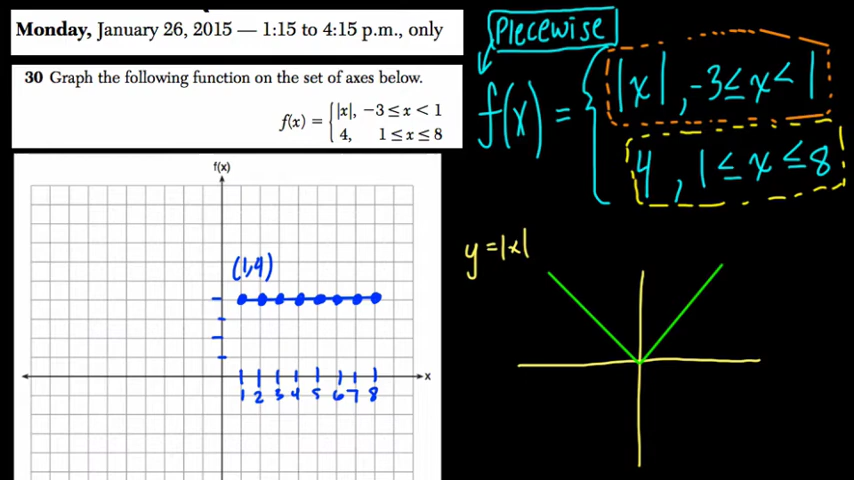 Monday, January 26, 2015 — 1:15 to 4:15 p.m., only
30 Graph the following function on the set of axes below.
f(x) = { |x|, −3 ≤ x < 1
4, 1 ≤ x ≤ 8
f(x)
(1,4)
x
1 2 3 4 5 6 7 8
Piecewise
f(x) = { |x|, -3 ≤ x < 1
4, 1 ≤ x ≤ 8
y = |x|